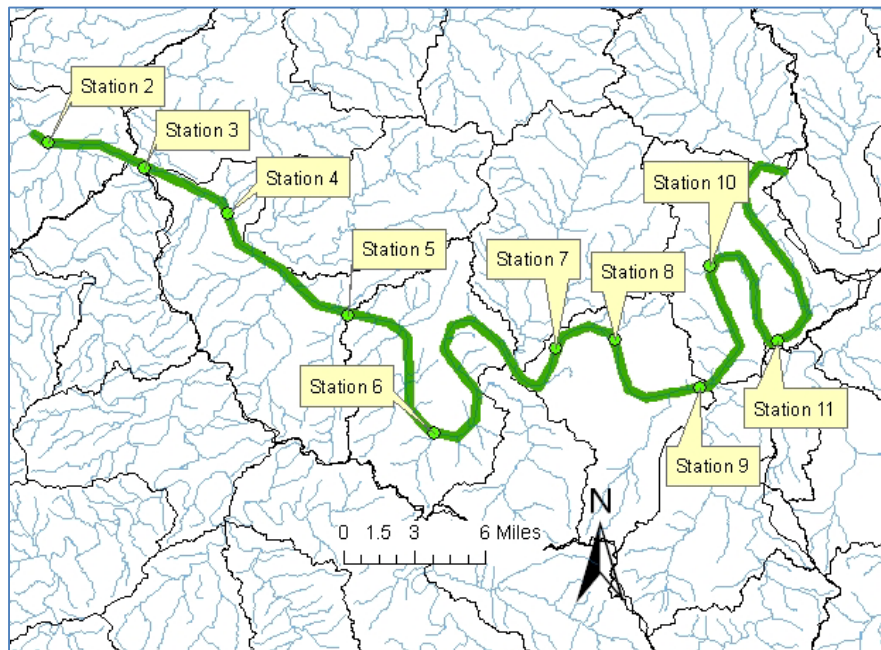 Station 2
Station 3
Station 4
Station 10
Station 5
Station 7
Station 8
Station 6
Station 11
Station 9
N
0 1.5 3 6 Miles